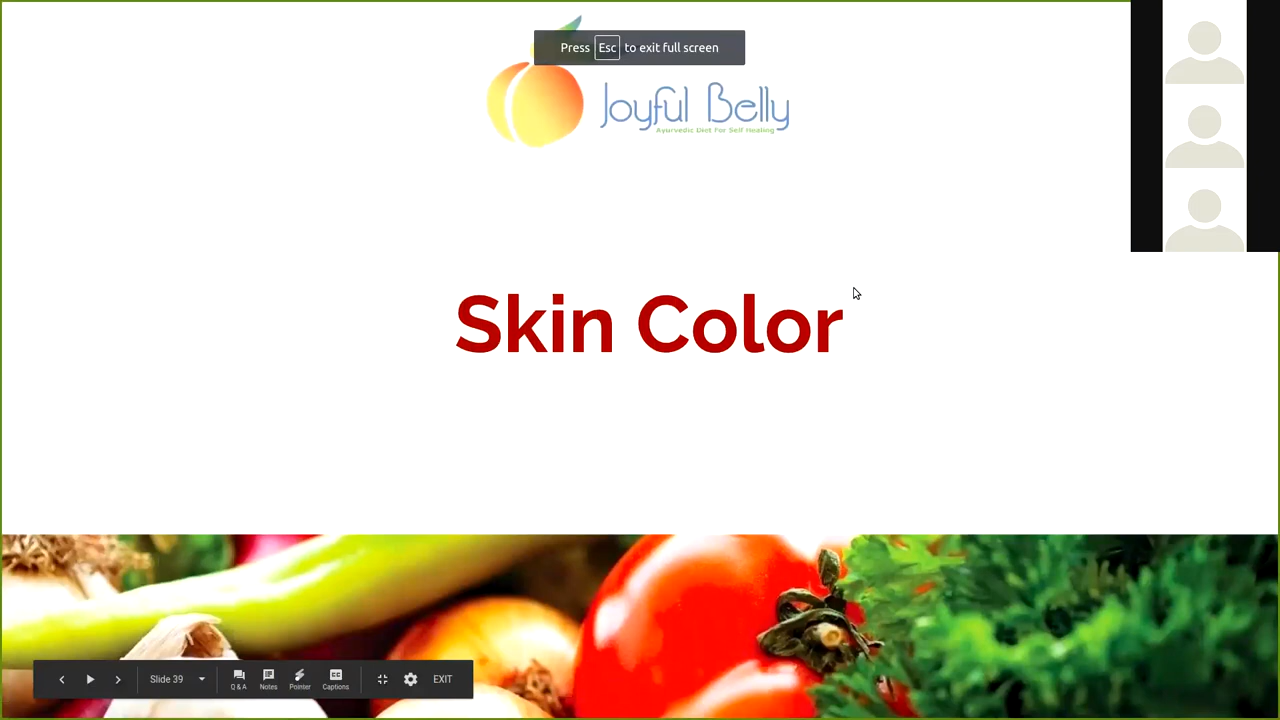 Press Esc to exit full screen
Joyful Belly
Ayurvedic Diet For Self Healing
Skin Color
Slide 39
Q & A
Notes
Pointer
CC
Captions
EXIT